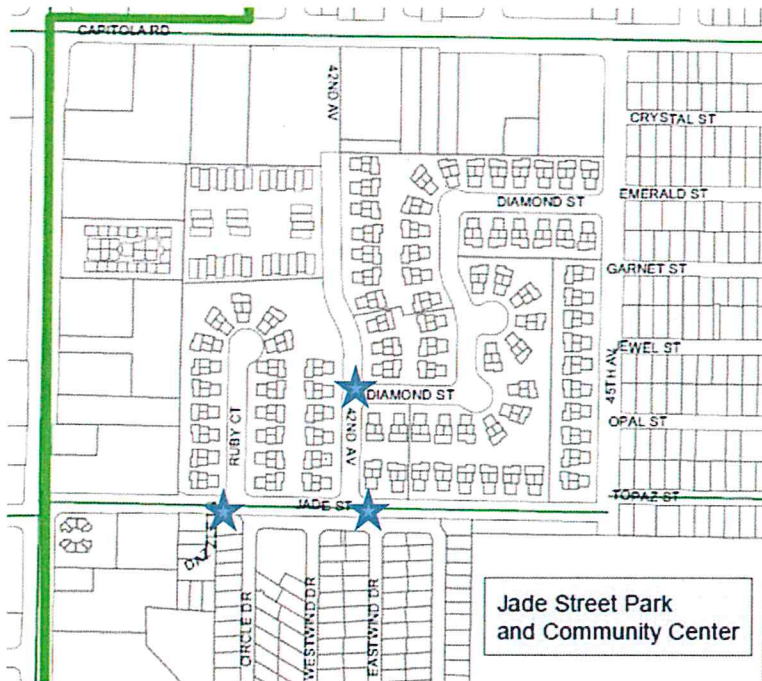 CAPITOLA RD
42ND AV
CRYSTAL ST
EMERALD ST
DIAMOND ST
GARNET ST
JEWEL ST
45TH AV
DIAMOND ST
42ND AV
RUBY CT
OPAL ST
TOPAZ ST
JADE ST
CIRCLE DR
WESTWIND DR
EASTWIND DR
Jade Street Park
and Community Center